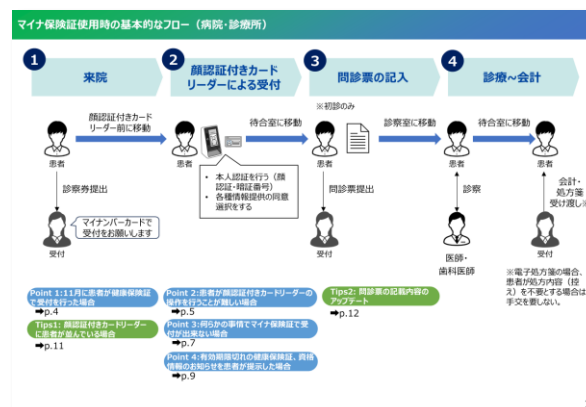 マイナ保険証使用時の基本的なフロー（病院・診療所）
1
来院
2
顔認証付きカード
リーダーによる受付
3
問診票の記入
4
診療～会計
※初診のみ
顔認証付きカード
リーダー前に移動
待合室に移動
診察室に移動
待合室に移動
患者
患者
患者
患者
患者
・ 本人認証を行う（顔
認証・暗証番号）
・ 各種情報提供の同意
選択をする
診察券提出
マイナンバーカードで
受付をお願いします
受付
問診票提出
受付
診察
医師・
歯科医師
会計・
処方箋
受け渡し※
受付
※電子処方箋の場合、
患者が処方内容（控
え）を不要とする場合は
手交を要しない。
Point 1:11月に患者が健康保険証
で受付を行った場合
➡p.4
Tips1: 顔認証付きカードリーダー
に患者が並んでいる場合
➡p.11
Point 2:患者が顔認証付きカードリーダーの
操作を行うことが難しい場合
➡p.5
Point 3:何らかの事情でマイナ保険証で受
付が出来ない場合
➡p.7
Point 4:有効期限切れの健康保険証、資格
情報のお知らせを患者が提示した場合
➡p.9
Tips2: 問診票の記載内容の
アップデート
➡p.12